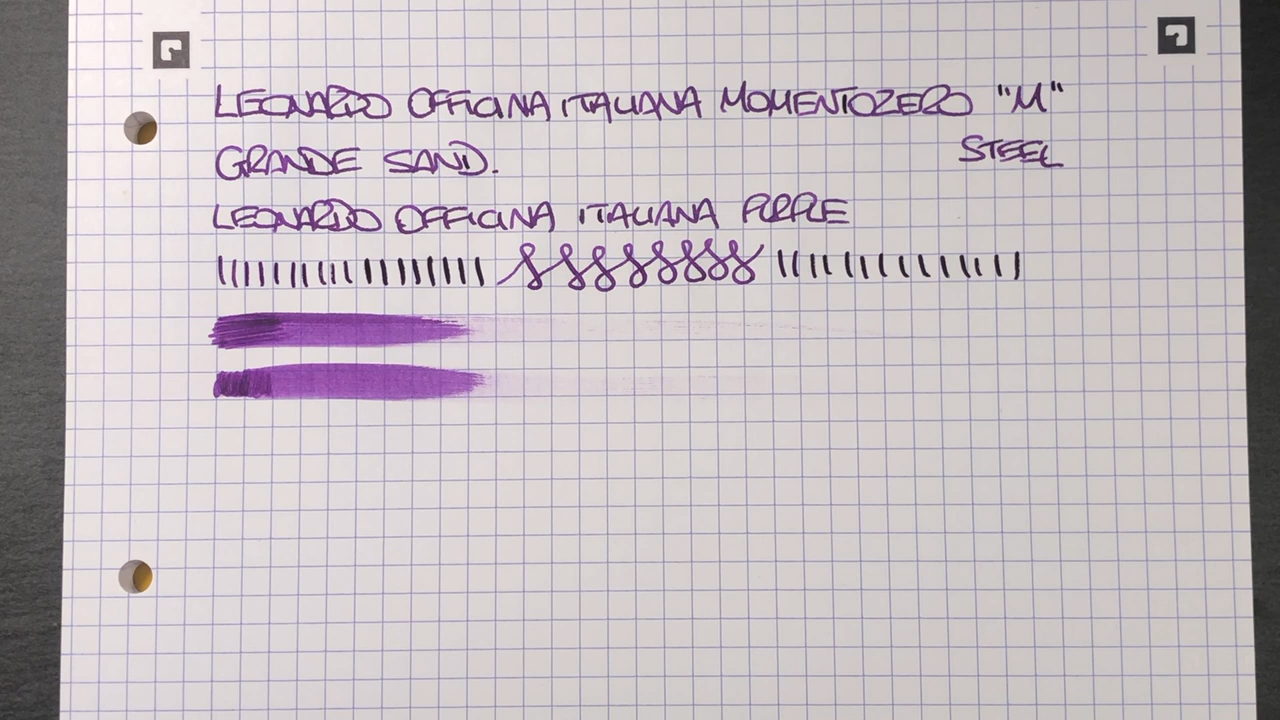 LEONARDO OFFICINA ITALIANA MOMENTOZERO "M"
GRANDE SAND. STEEL
LEONARDO OFFICINA ITALIANA PURPLE